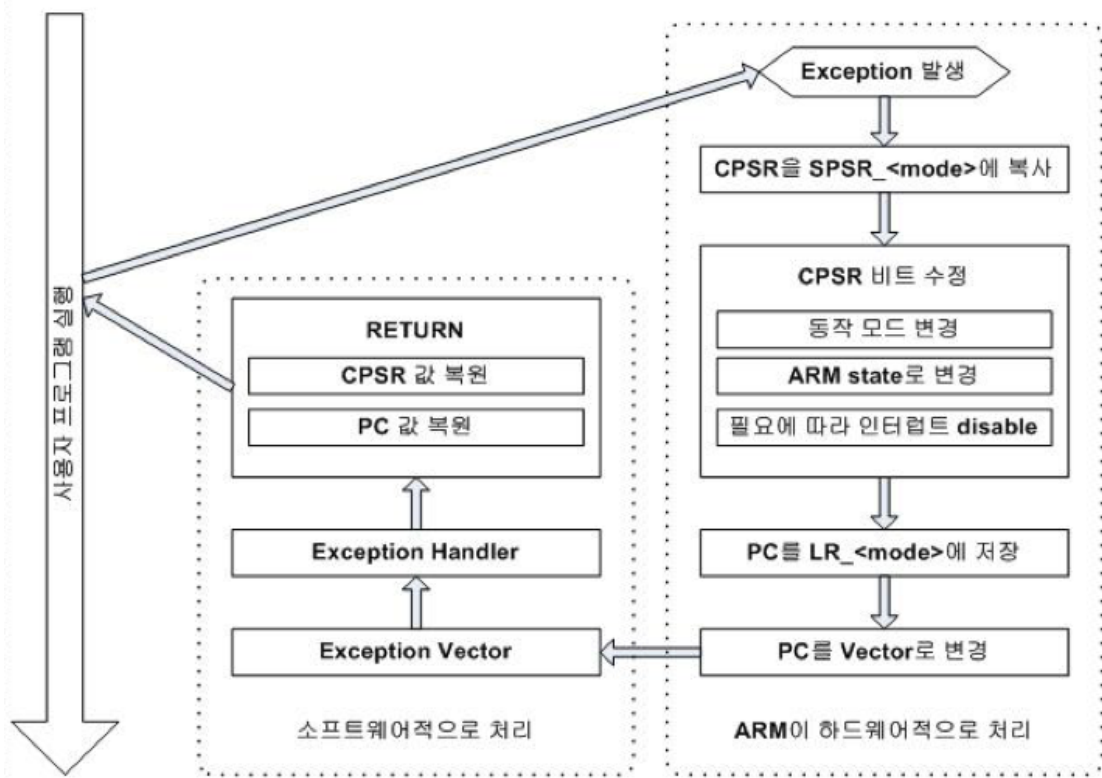 Exception 발생
CPSR을 SPSR_<mode>에 복사
CPSR 비트 수정
동작 모드 변경
ARM state로 변경
필요에 따라 인터럽트 disable
PC를 LR_<mode>에 저장
PC를 Vector로 변경
ARM이 하드웨어적으로 처리
Exception Vector
Exception Handler
RETURN
CPSR 값 복원
PC 값 복원
소프트웨어적으로 처리
사용자 프로그램 실행